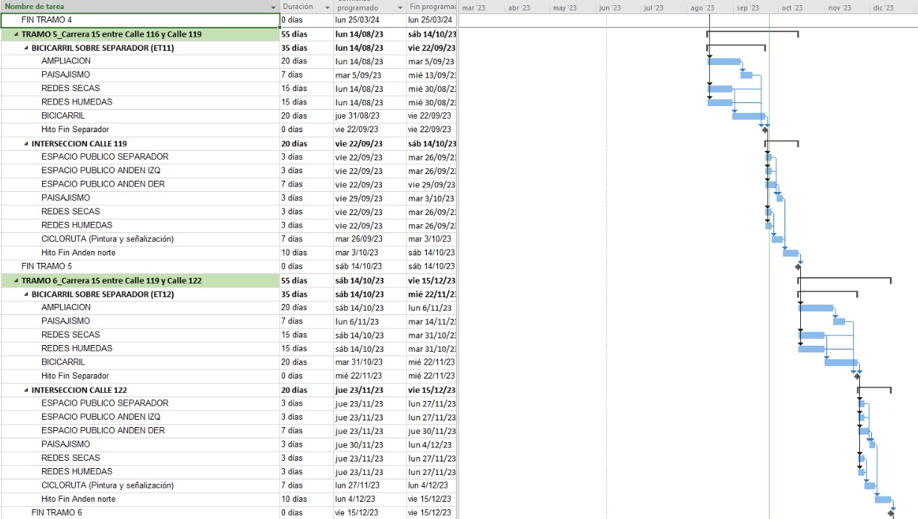 Nombre de tarea Duración programado Fin programado mar '23 abr '23 may '23 jun '23 jul '23 ago '23 sep '23 oct '23 nov '23 dic '23
FIN TRAMO 4 0 días lun 25/03/24 lun 25/03/24
TRAMO 5_Carrera 15 entre Calle 116 y Calle 119 55 días lun 14/08/23 sáb 14/10/23
BICICARRIL SOBRE SEPARADOR (ET11) 35 días lun 14/08/23 vie 22/09/23
AMPLIACION 20 días lun 14/08/23 mar 5/09/23
PAISAJISMO 7 días mar 5/09/23 mié 13/09/23
REDES SECAS 15 días lun 14/08/23 mié 30/08/23
REDES HUMEDAS 15 días lun 14/08/23 mié 30/08/23
BICICARRIL 20 días jue 31/08/23 vie 22/09/23
Hito Fin Separador 0 días vie 22/09/23 vie 22/09/23
INTERSECCION CALLE 119 20 días vie 22/09/23 sáb 14/10/23
ESPACIO PUBLICO SEPARADOR 3 días vie 22/09/23 mar 26/09/23
ESPACIO PUBLICO ANDEN IZQ 3 días vie 22/09/23 mar 26/09/23
ESPACIO PUBLICO ANDEN DER 7 días vie 22/09/23 vie 29/09/23
PAISAJISMO 3 días vie 29/09/23 mar 3/10/23
REDES SECAS 3 días vie 22/09/23 mar 26/09/23
REDES HUMEDAS 3 días vie 22/09/23 mar 26/09/23
CICLORUTA (Pintura y señalización) 7 días mar 26/09/23 mar 3/10/23
Hito Fin Anden norte 10 días mar 3/10/23 sáb 14/10/23
FIN TRAMO 5 0 días sáb 14/10/23 sáb 14/10/23
TRAMO 6_Carrera 15 entre Calle 119 y Calle 122 55 días sáb 14/10/23 vie 15/12/23
BICICARRIL SOBRE SEPARADOR (ET12) 35 días sáb 14/10/23 mié 22/11/23
AMPLIACION 20 días sáb 14/10/23 lun 6/11/23
PAISAJISMO 7 días lun 6/11/23 mar 14/11/23
REDES SECAS 15 días sáb 14/10/23 mar 31/10/23
REDES HUMEDAS 15 días sáb 14/10/23 mar 31/10/23
BICICARRIL 20 días mar 31/10/23 mié 22/11/23
Hito Fin Separador 0 días mié 22/11/23 mié 22/11/23
INTERSECCION CALLE 122 20 días jue 23/11/23 vie 15/12/23
ESPACIO PUBLICO SEPARADOR 3 días jue 23/11/23 lun 27/11/23
ESPACIO PUBLICO ANDEN IZQ 3 días jue 23/11/23 lun 27/11/23
ESPACIO PUBLICO ANDEN DER 7 días jue 23/11/23 jue 30/11/23
PAISAJISMO 3 días jue 30/11/23 lun 4/12/23
REDES SECAS 3 días jue 23/11/23 lun 27/11/23
REDES HUMEDAS 3 días jue 23/11/23 lun 27/11/23
CICLORUTA (Pintura y señalización) 7 días lun 27/11/23 lun 4/12/23
Hito Fin Anden norte 10 días lun 4/12/23 vie 15/12/23
FIN TRAMO 6 0 días vie 15/12/23 vie 15/12/23